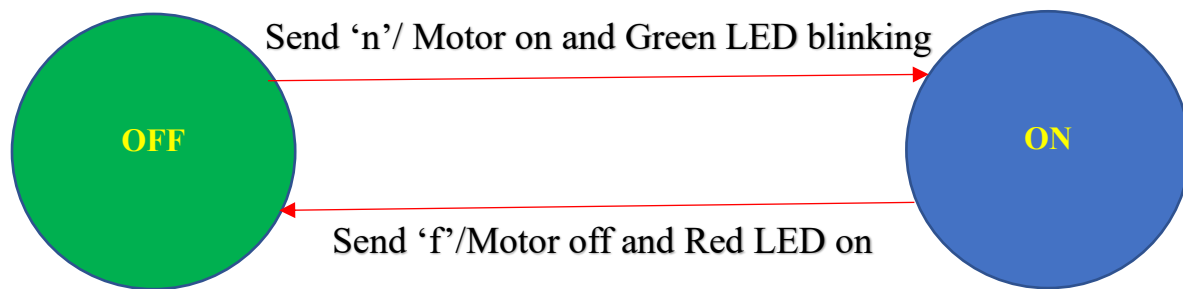 Send ‘n’/ Motor on and Green LED blinking
OFF
ON
Send ‘f’/Motor off and Red LED on